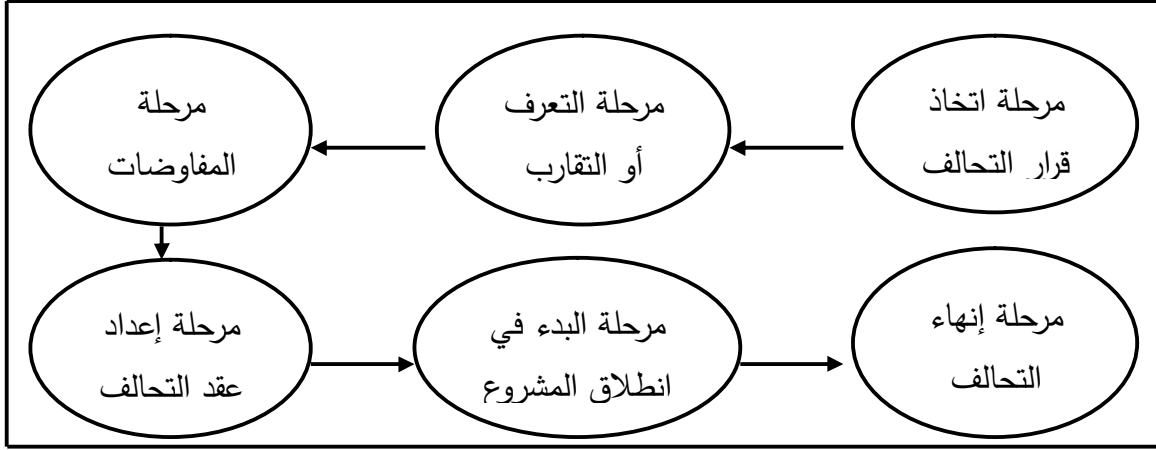 مرحلة اتخاذ
قرار التحالف
مرحلة التعرف
أو التقارب
مرحلة
المفاوضات
مرحلة إعداد
عقد التحالف
مرحلة البدء في
انطلاق المشروع
مرحلة إنهاء
التحالف